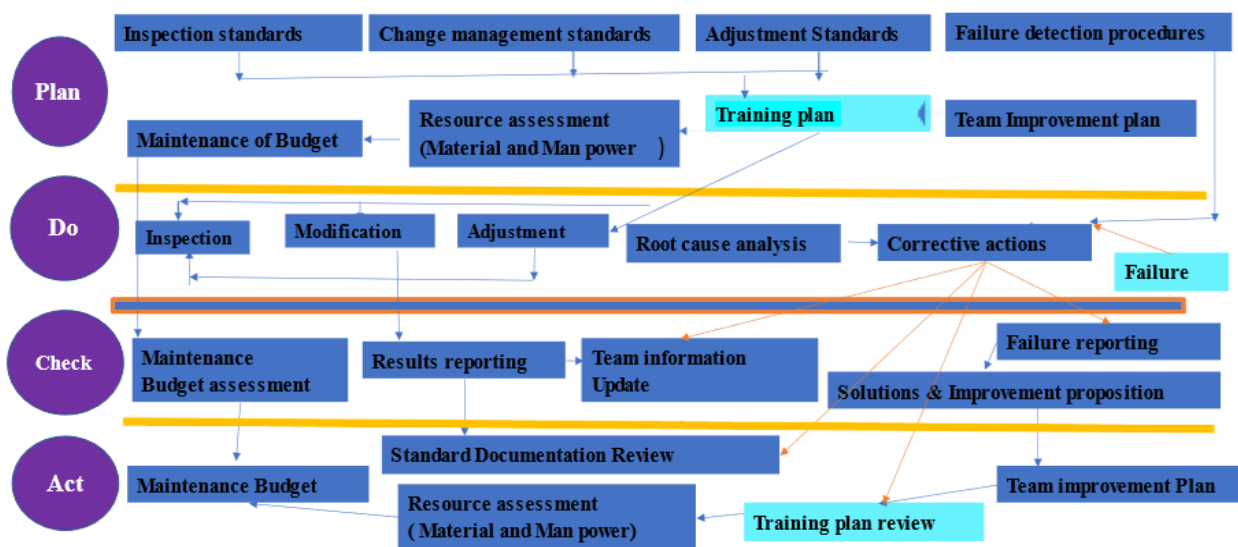 Plan
Inspection standards
Change management standards
Adjustment Standards
Failure detection procedures
Maintenance of Budget
Resource assessment
(Material and Man power )
Training plan
Team Improvement plan
Do
Inspection
Modification
Adjustment
Root cause analysis
Corrective actions
Failure
Check
Maintenance
Budget assessment
Results reporting
Team information
Update
Failure reporting
Solutions & Improvement proposition
Act
Standard Documentation Review
Maintenance Budget
Resource assessment
( Material and Man power)
Training plan review
Team improvement Plan